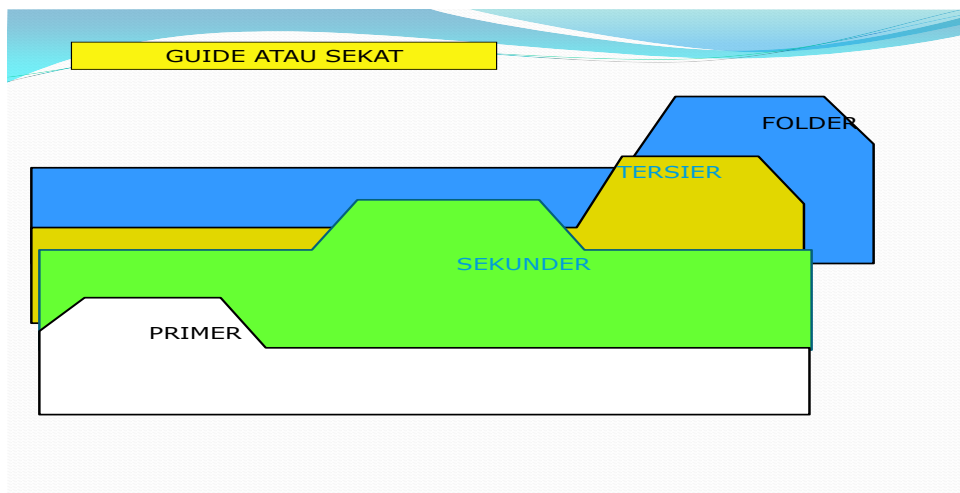 GUIDE ATAU SEKAT
FOLDER
TERSIER
SEKUNDER
PRIMER